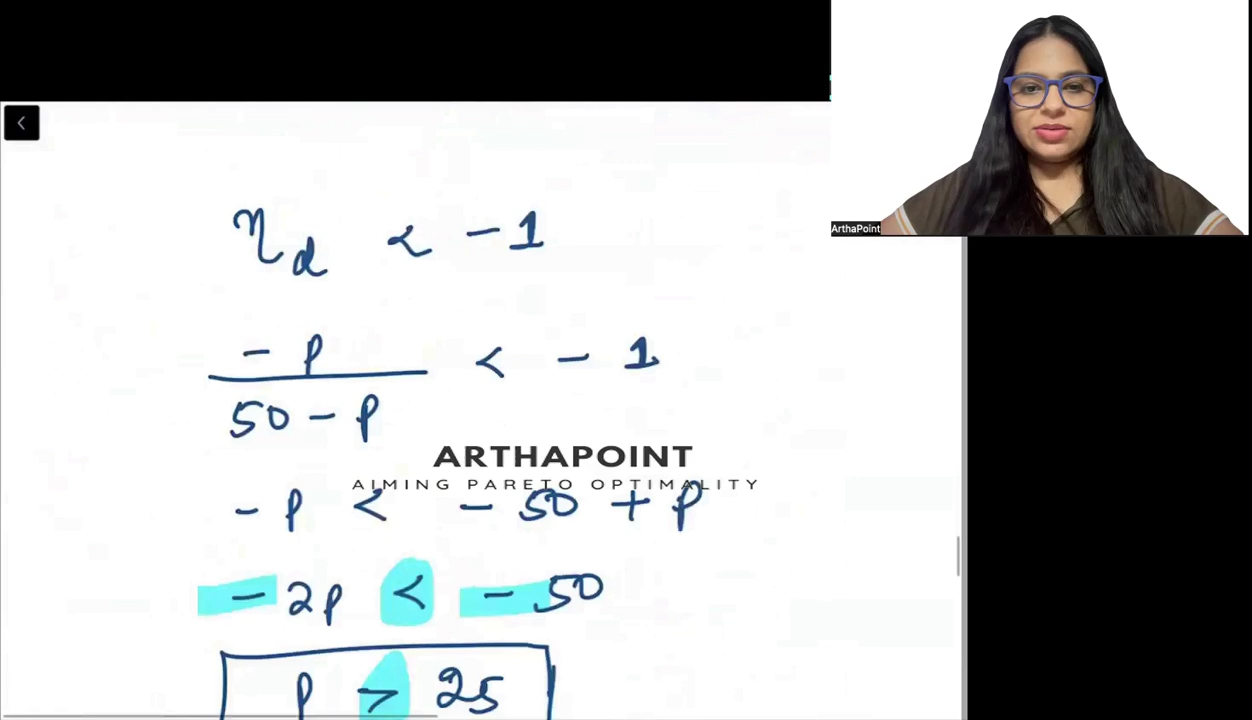 ArthaPoint
η_d < -1
-p / 50 - p < -1
ARTHAPOINT
AIMING PARETO OPTIMALITY
-p < -50 + p
-2p < -50
p > 25